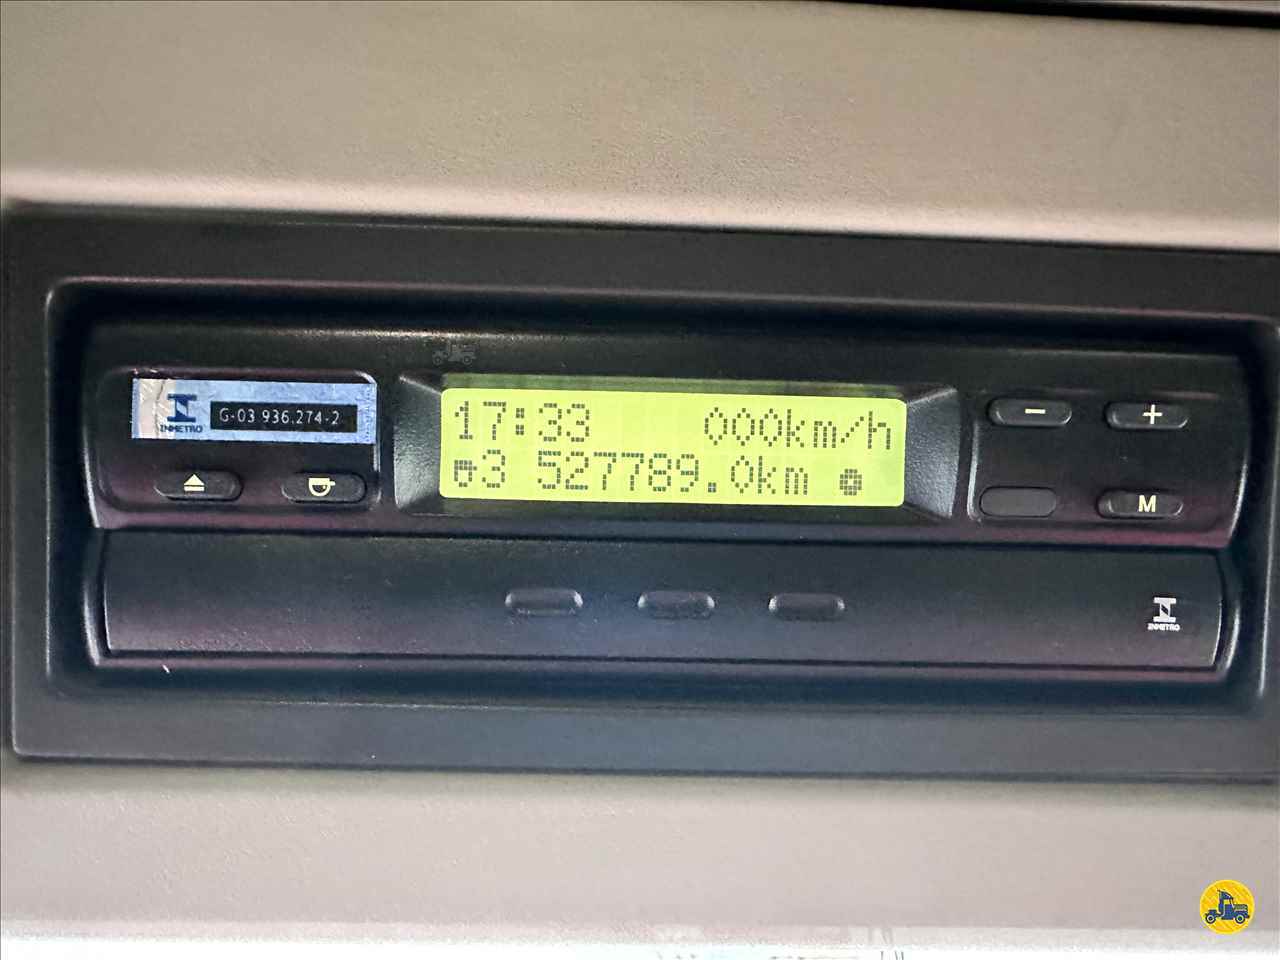 INMETRO G-03 936.274-2
17:33 000km/h
3 527789.0km
- +
M
INMETRO